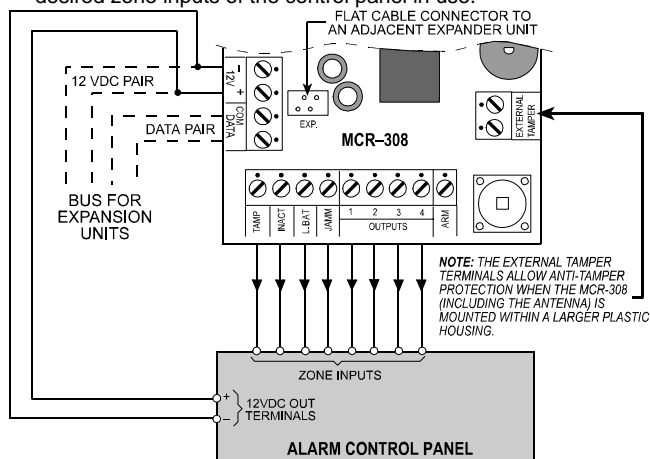 desired zone inputs of the control panel in use.
FLAT CABLE CONNECTOR TO
AN ADJACENT EXPANDER UNIT
12 VDC PAIR
DATA PAIR
BUS FOR
EXPANSION
UNITS
12V
- +
COM
DATA
EXP.
MCR–308
EXTERNAL
TAMPER
TAMP
INACT
L.BAT
JAMM
1 2 3 4
OUTPUTS
ARM
NOTE: THE EXTERNAL TAMPER
TERMINALS ALLOW ANTI-TAMPER
PROTECTION WHEN THE MCR-308
(INCLUDING THE ANTENNA) IS
MOUNTED WITHIN A LARGER PLASTIC
HOUSING.
ZONE INPUTS
+
–
12VDC OUT
TERMINALS
ALARM CONTROL PANEL